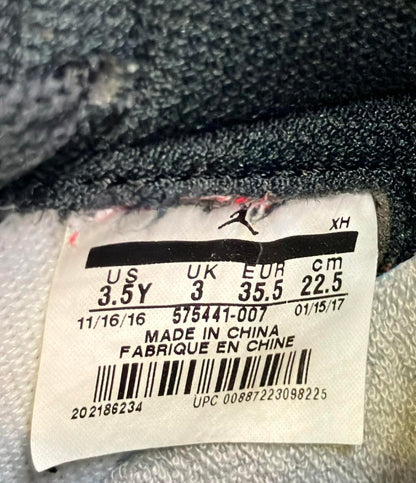 XH
US UK EUR cm
3.5Y 3 35.5 22.5
11/16/16 575441-007 01/15/17
MADE IN CHINA
FABRIQUE EN CHINE
202186234 UPC 00887223098225